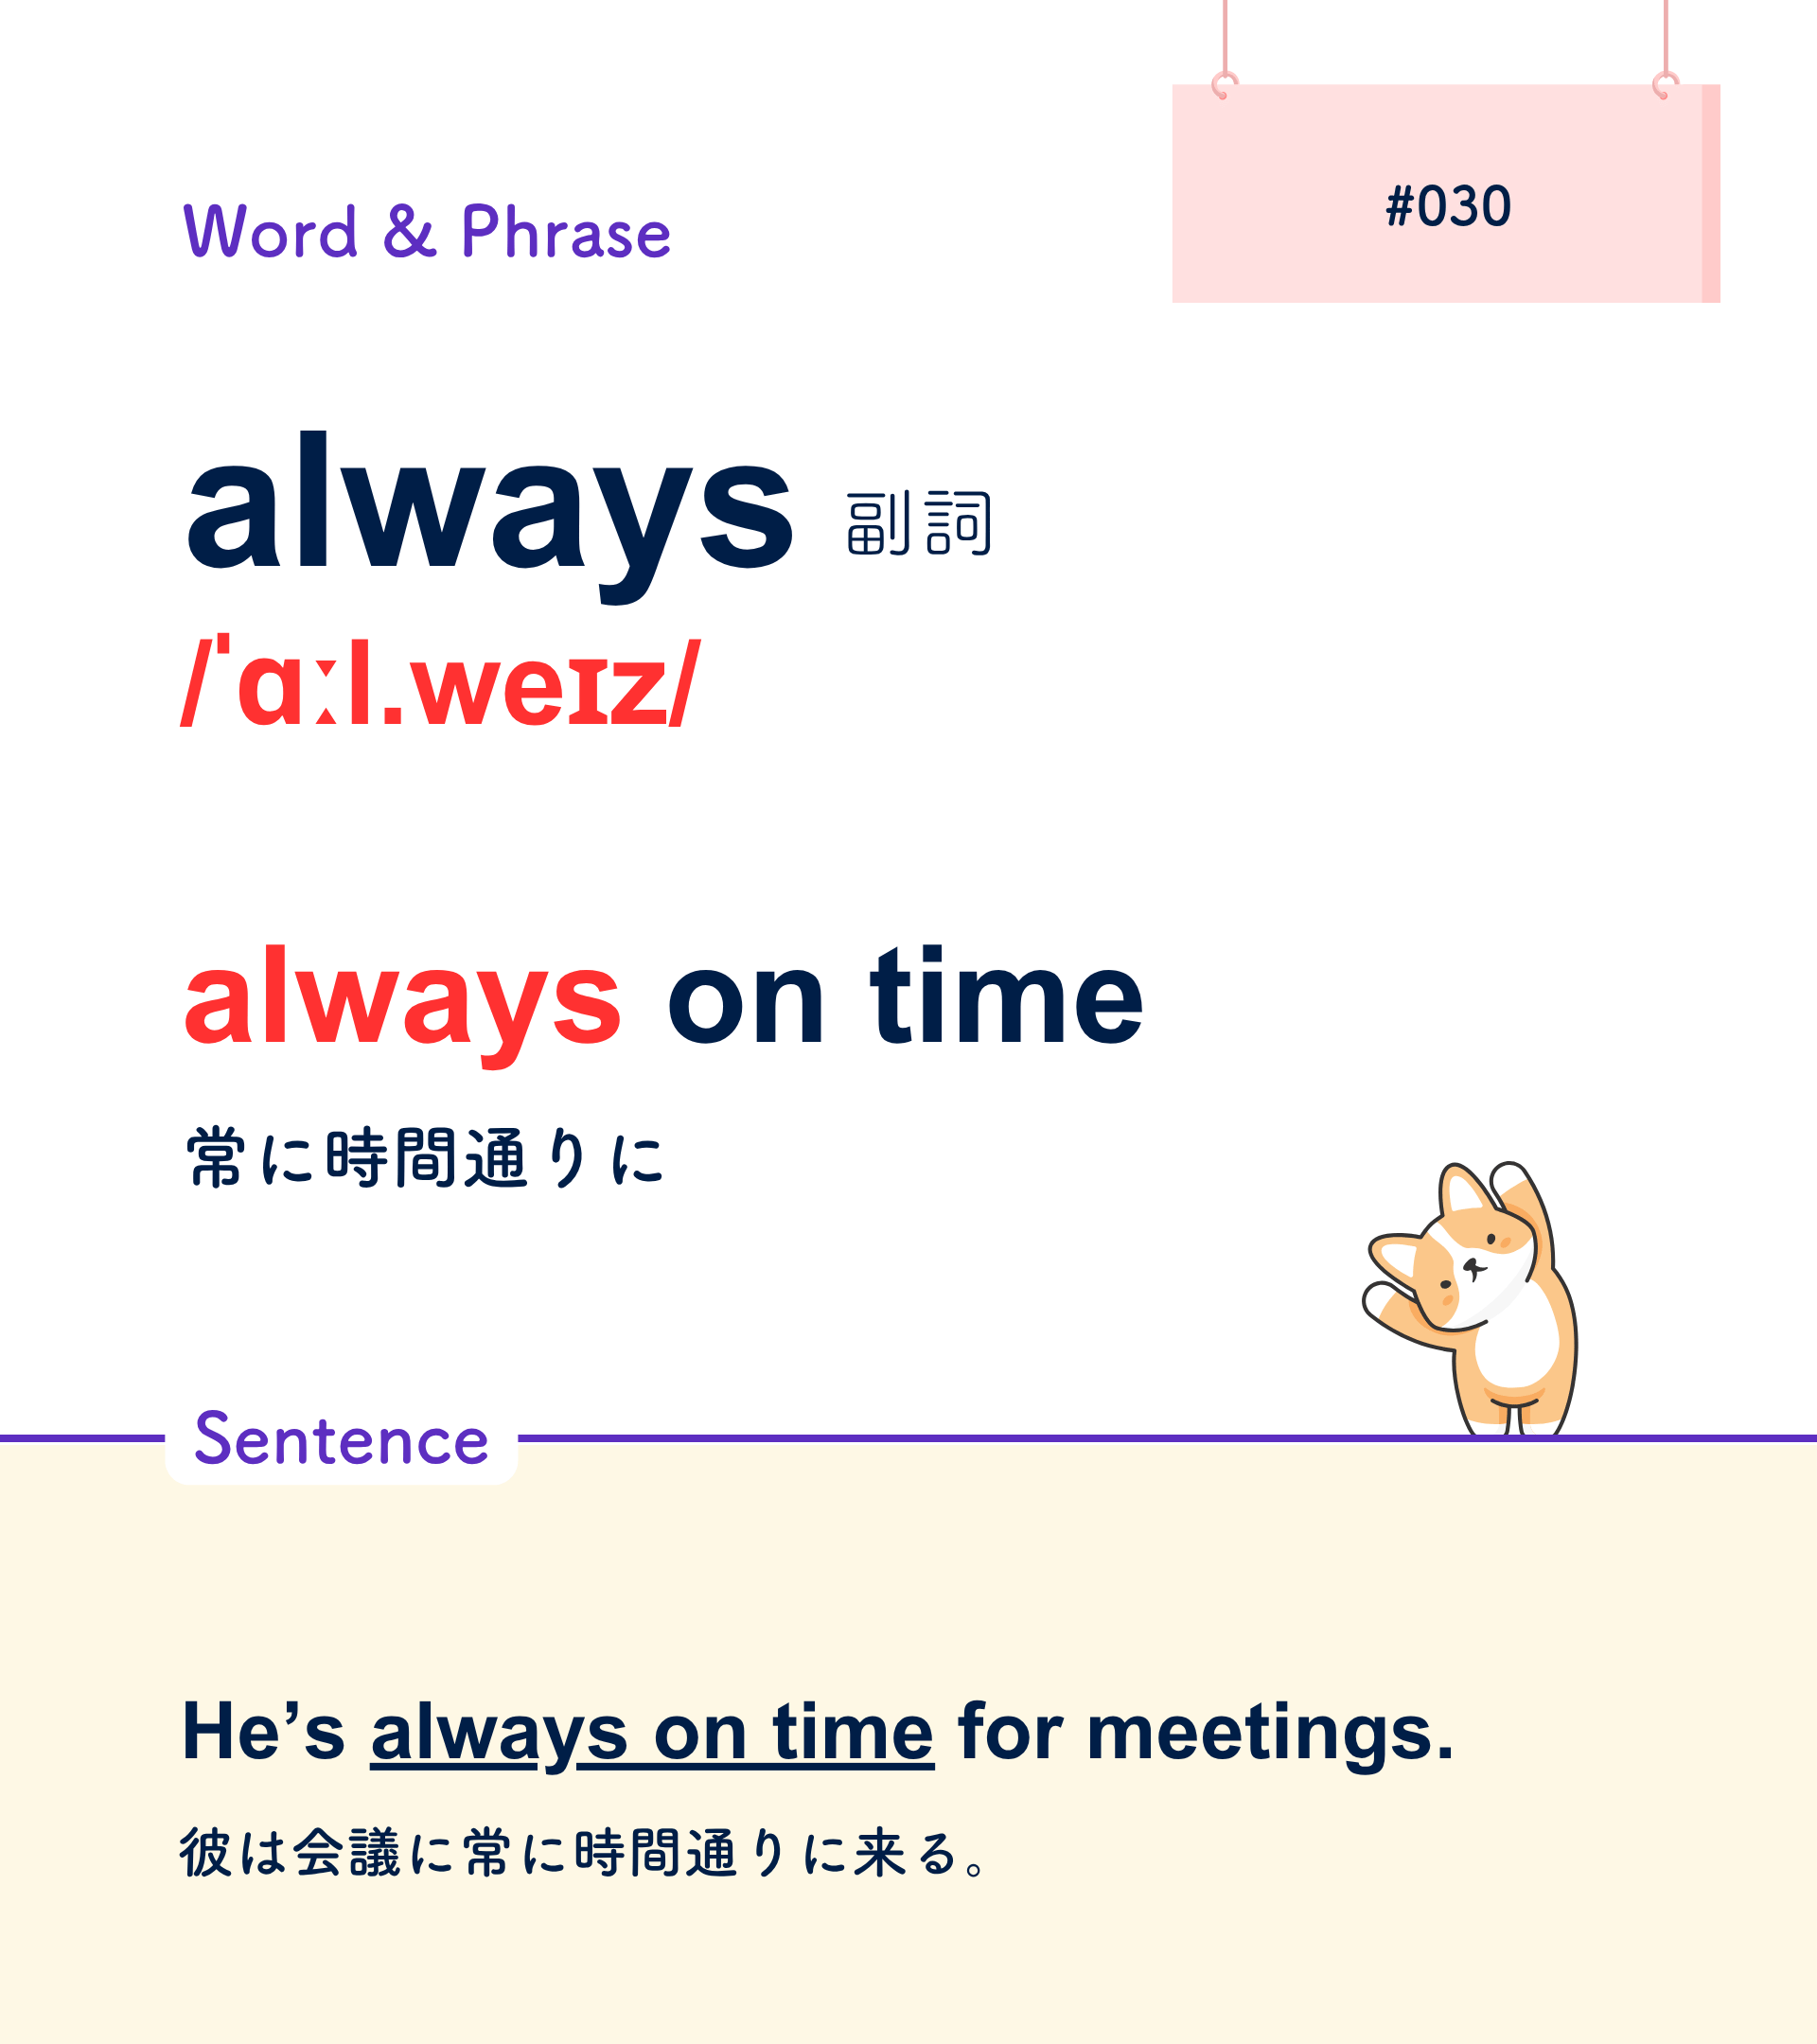 Word & Phrase
#030
always 副詞
/ˈɑːl.weɪz/
always on time
常に時間通りに
Sentence
He’s always on time for meetings.
彼は会議に常に時間通りに来る。